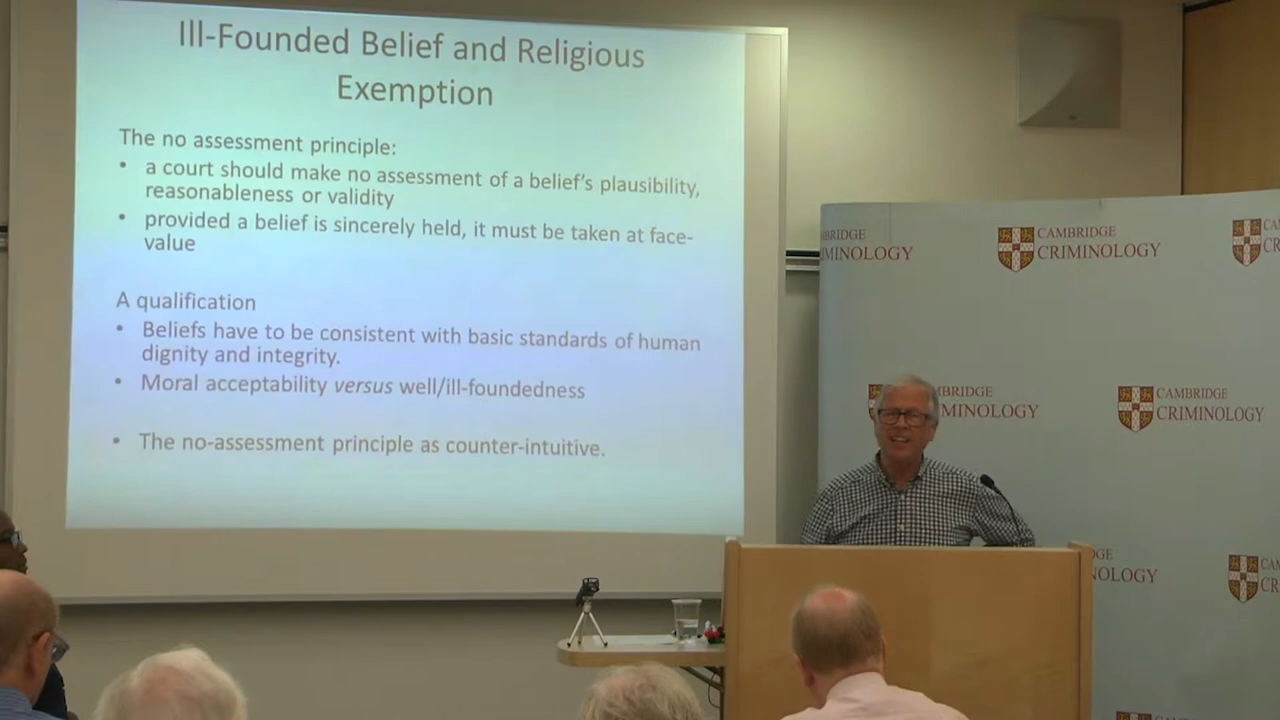 Ill-Founded Belief and Religious
Exemption
The no assessment principle:
• a court should make no assessment of a belief's plausibility,
reasonableness or validity
• provided a belief is sincerely held, it must be taken at face-
value
A qualification
• Beliefs have to be consistent with basic standards of human
dignity and integrity.
• Moral acceptability versus well/ill-foundedness
• The no-assessment principle as counter-intuitive.
CAMBRIDGE
CRIMINOLOGY
CAMBRIDGE
CRIMINOLOGY